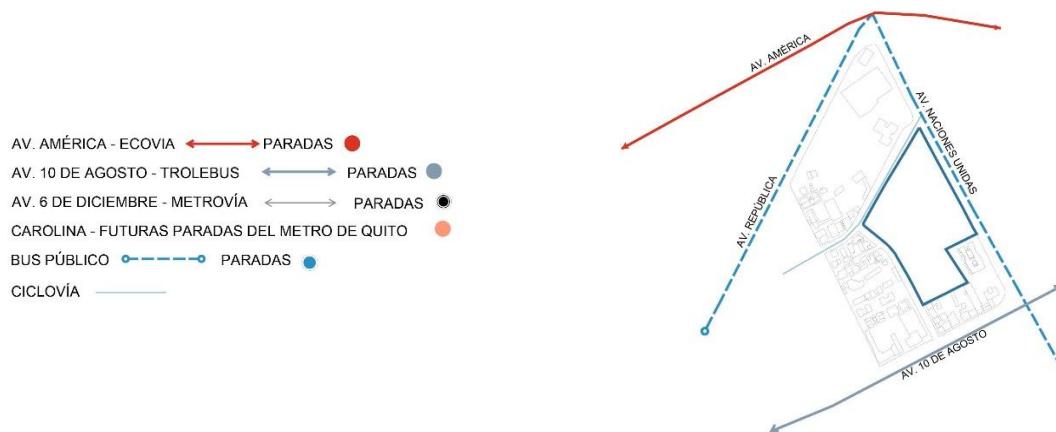 AV. AMÉRICA - ECOVIA PARADAS
AV. 10 DE AGOSTO - TROLEBUS PARADAS
AV. 6 DE DICIEMBRE - METROVÍA PARADAS
CAROLINA - FUTURAS PARADAS DEL METRO DE QUITO
BUS PÚBLICO PARADAS
CICLOVÍA
AV. AMÉRICA
AV. NACIONES UNIDAS
AV. REPÚBLICA
AV. 10 DE AGOSTO